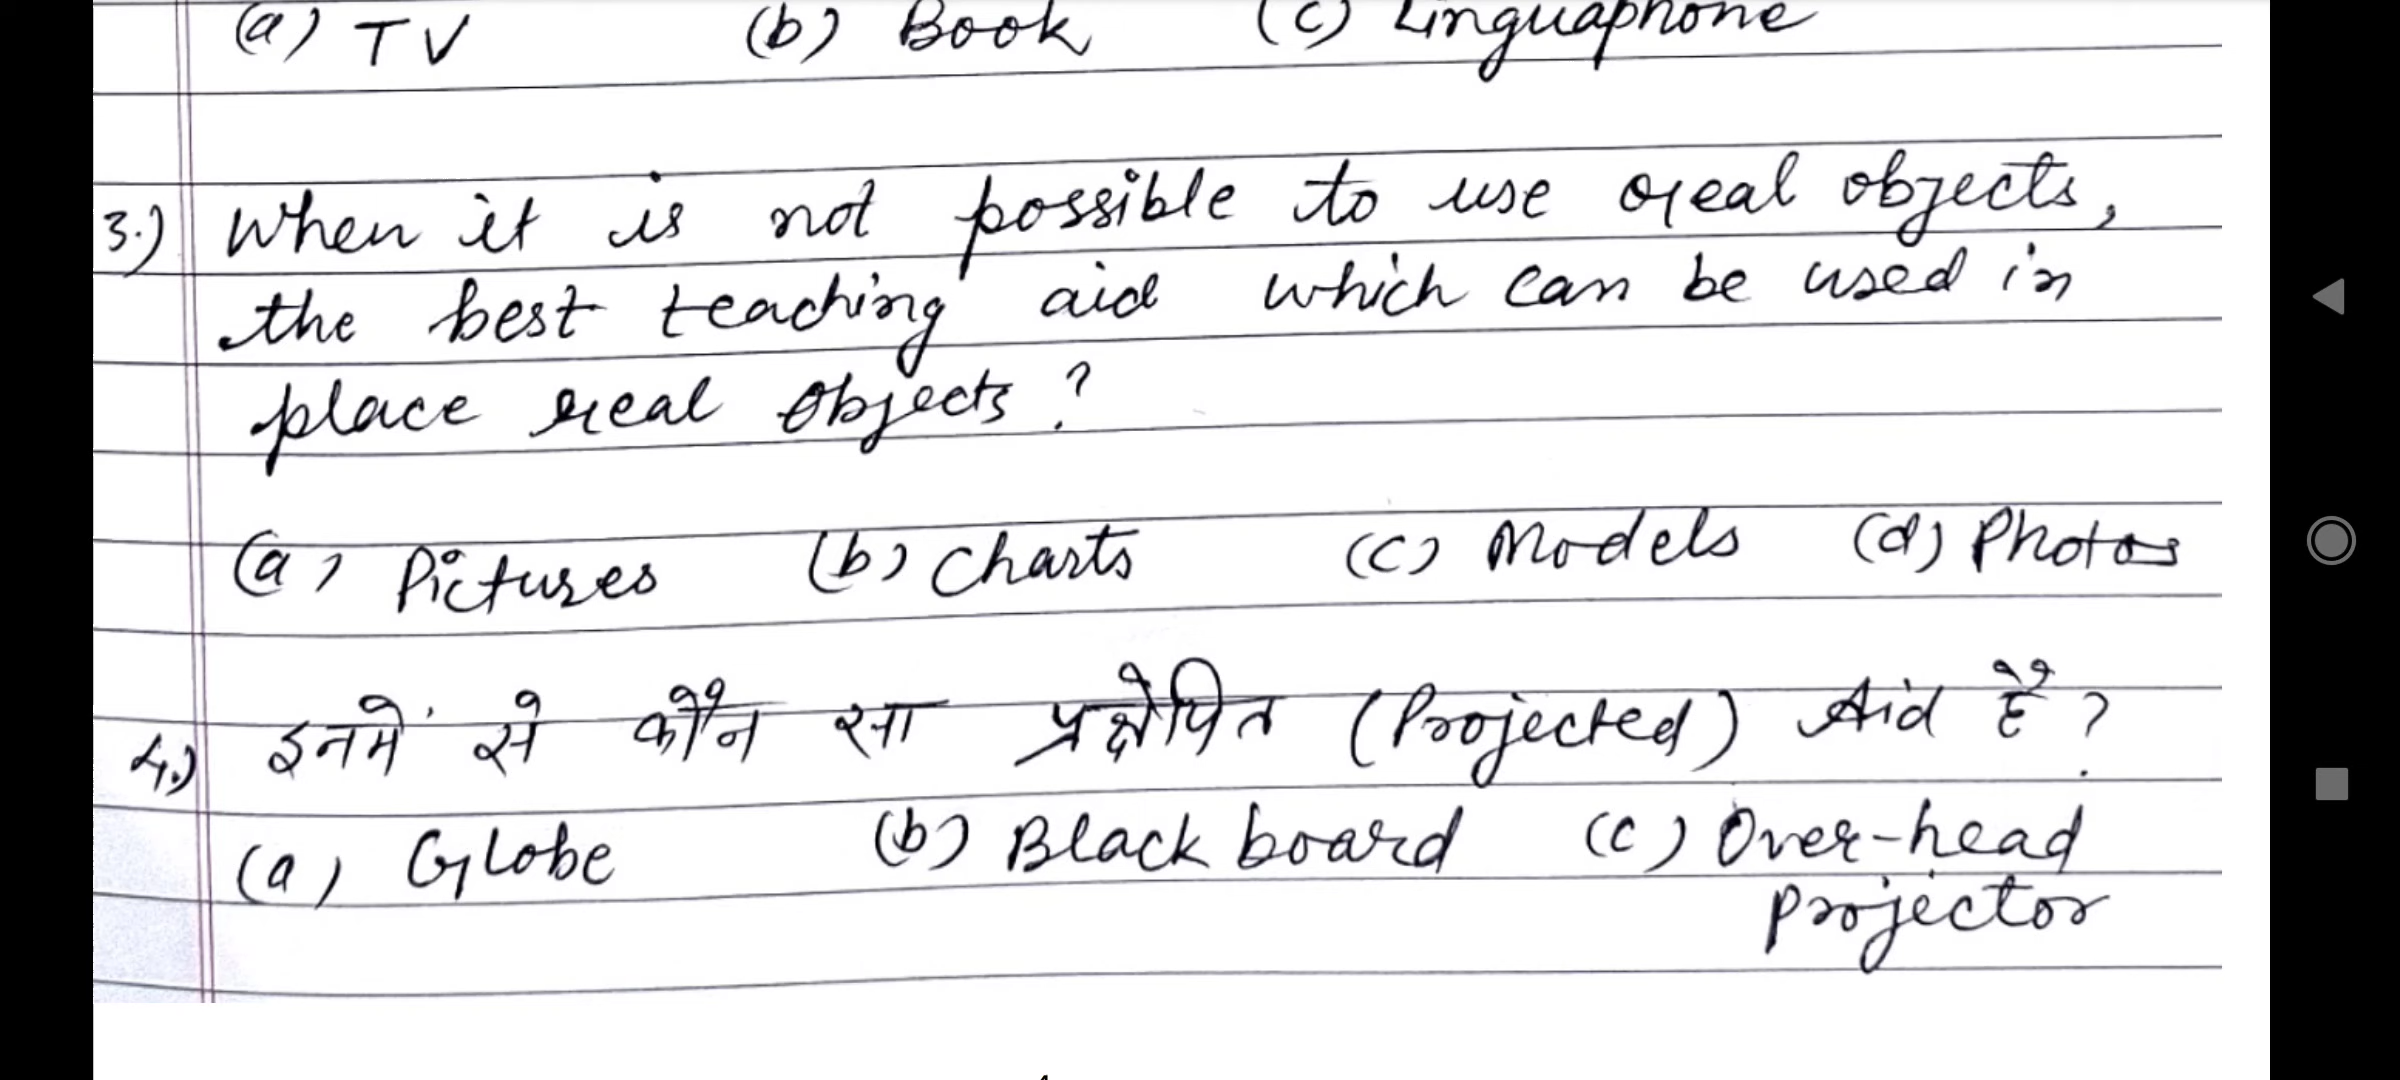 (a) TV (b) Book (c) Linguaphone
3.) When it is not possible to use real objects,
the best teaching aid which can be used in
place real objects ?
(a) Pictures (b) Charts (c) Models (d) Photos
4.) इनमें से कौन सा प्रक्षेपित (Projected) Aid हैं ?
(a) Globe (b) Black board (c) Over-head
Projector